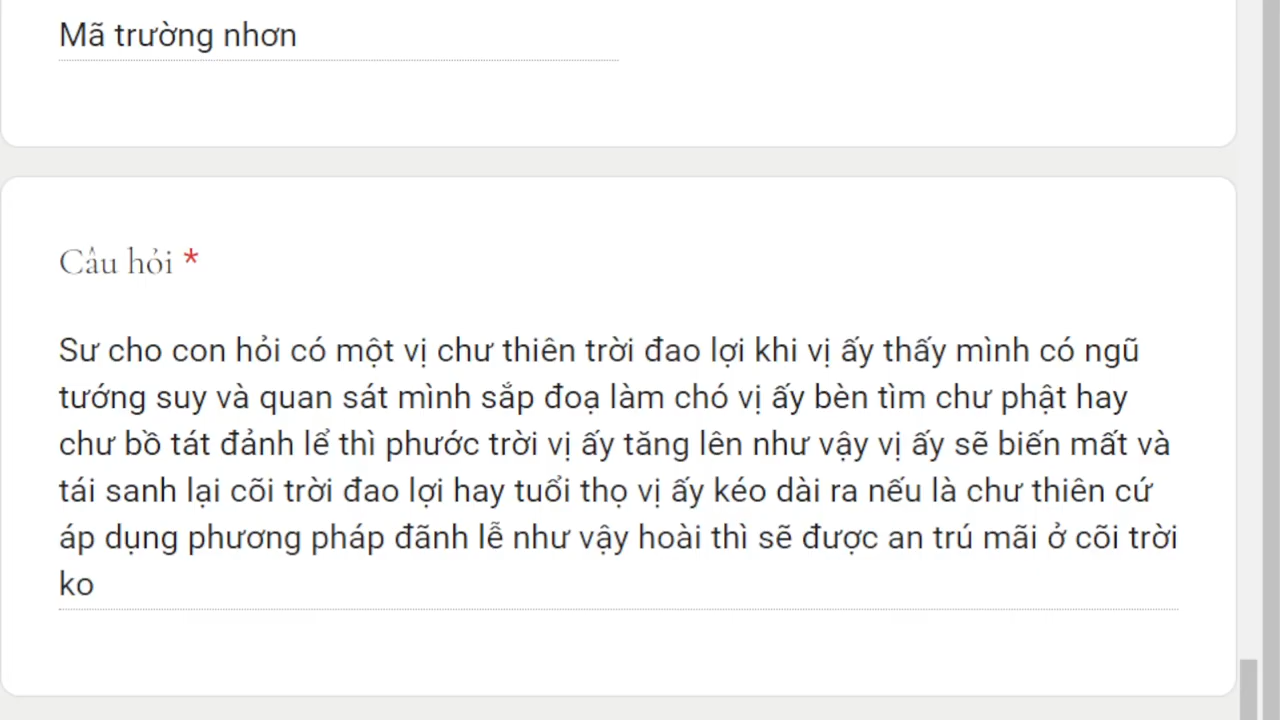 Mã trường nhơn
Câu hỏi *
Sư cho con hỏi có một vị chư thiên trời đao lợi khi vị ấy thấy mình có ngũ
tướng suy và quan sát mình sắp đoạ làm chó vị ấy bèn tìm chư phật hay
chư bồ tát đảnh lể thì phước trời vị ấy tăng lên như vậy vị ấy sẽ biến mất và
tái sanh lại cõi trời đao lợi hay tuổi thọ vị ấy kéo dài ra nếu là chư thiên cứ
áp dụng phương pháp đãnh lễ như vậy hoài thì sẽ được an trú mãi ở cõi trời
ko